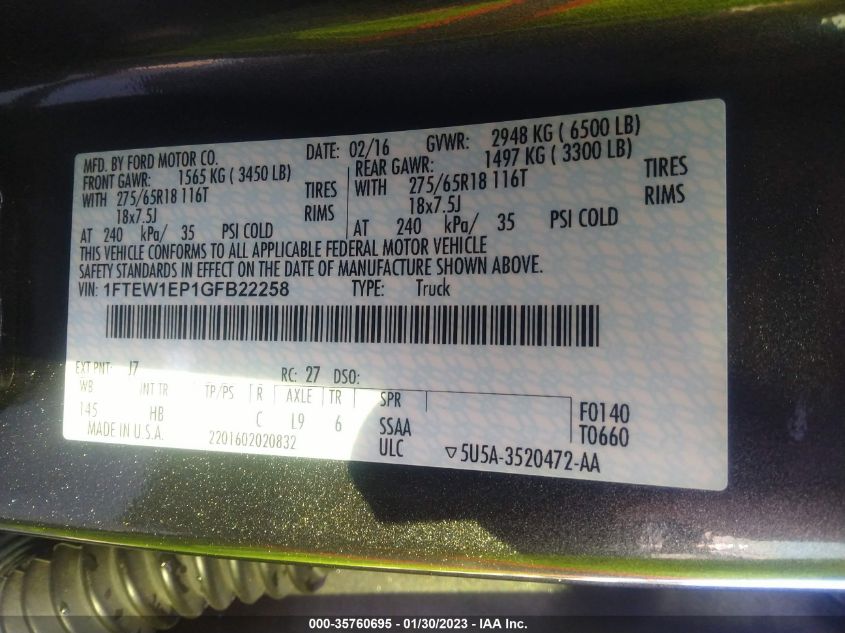 MFD. BY FORD MOTOR CO. DATE: 02/16 GVWR: 2948 KG ( 6500 LB)
FRONT GAWR: 1565 KG ( 3450 LB) REAR GAWR: 1497 KG ( 3300 LB)
WITH 275/65R18 116T TIRES WITH 275/65R18 116T TIRES
18x7.5J RIMS 18x7.5J RIMS
AT 240 kPa/ 35 PSI COLD AT 240 kPa/ 35 PSI COLD
THIS VEHICLE CONFORMS TO ALL APPLICABLE FEDERAL MOTOR VEHICLE
SAFETY STANDARDS IN EFFECT ON THE DATE OF MANUFACTURE SHOWN ABOVE.
VIN: 1FTEW1EP1GFB22258 TYPE: Truck
EXT PNT: J7 RC: 27 DSO:
WB INT TR TP/PS R AXLE TR SPR
145 HB C L9 6 SSAA F0140
MADE IN U.S.A. 2201602020832 ULC T0660
▽5U5A-3520472-AA
000-35760695 - 01/30/2023 - IAA Inc.